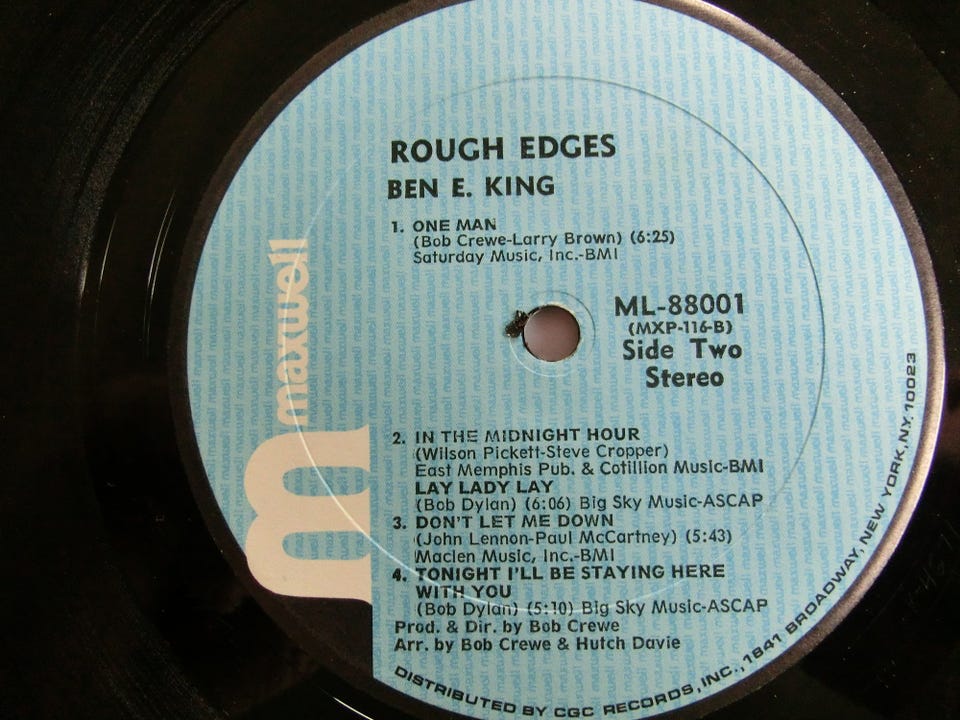 ROUGH EDGES
BEN E. KING
1. ONE MAN
(Bob Crewe-Larry Brown) (6:25)
Saturday Music, Inc.-BMI
ML-88001
(MXP-116-B)
Side Two
Stereo
maxwell
m
2. IN THE MIDNIGHT HOUR
(Wilson Pickett-Steve Cropper)
East Memphis Pub. & Cotillion Music-BMI
LAY LADY LAY
(Bob Dylan) (6:06) Big Sky Music-ASCAP
3. DON'T LET ME DOWN
(John Lennon-Paul McCartney) (5:43)
Maclen Music, Inc.-BMI
4. TONIGHT I'LL BE STAYING HERE
WITH YOU
(Bob Dylan) (5:10) Big Sky Music-ASCAP
Prod. & Dir. by Bob Crewe
Arr. by Bob Crewe & Hutch Davie
DISTRIBUTED BY CGC RECORDS, INC., 1841 BROADWAY, NEW YORK, N.Y. 10023